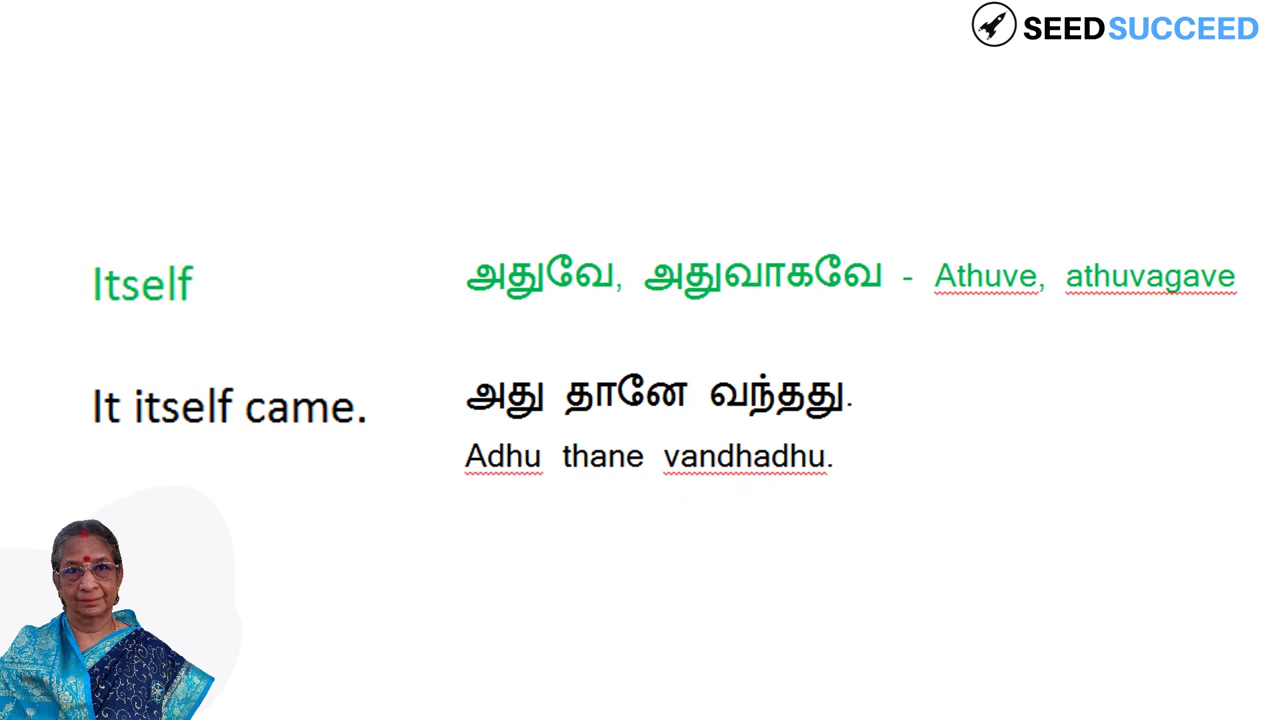 SEEDSUCCEED
Itself அதுவே, அதுவாகவே - Athuve, athuvagave
It itself came. அது தானே வந்தது.
Adhu thane vandhadhu.